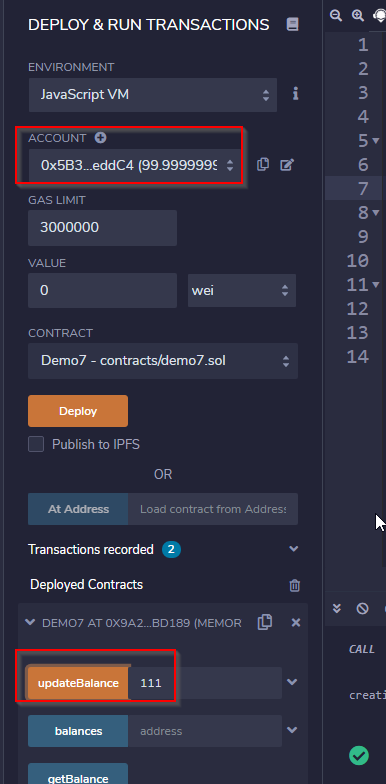 DEPLOY & RUN TRANSACTIONS
ENVIRONMENT
JavaScript VM
ACCOUNT
0x5B3...eddC4 (99.9999999
GAS LIMIT
3000000
VALUE
0 wei
CONTRACT
Demo7 - contracts/demo7.sol
Deploy
Publish to IPFS
OR
At Address Load contract from Address
Transactions recorded 2
Deployed Contracts
DEMO7 AT 0X9A2...BD189 (MEMOR
updateBalance 111
balances address
getBalance
1
2
3
4
5
6
7
8
9
10
11
12
13
14
CALL
creati